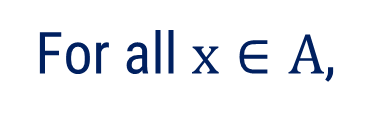 For all x ∈ A,